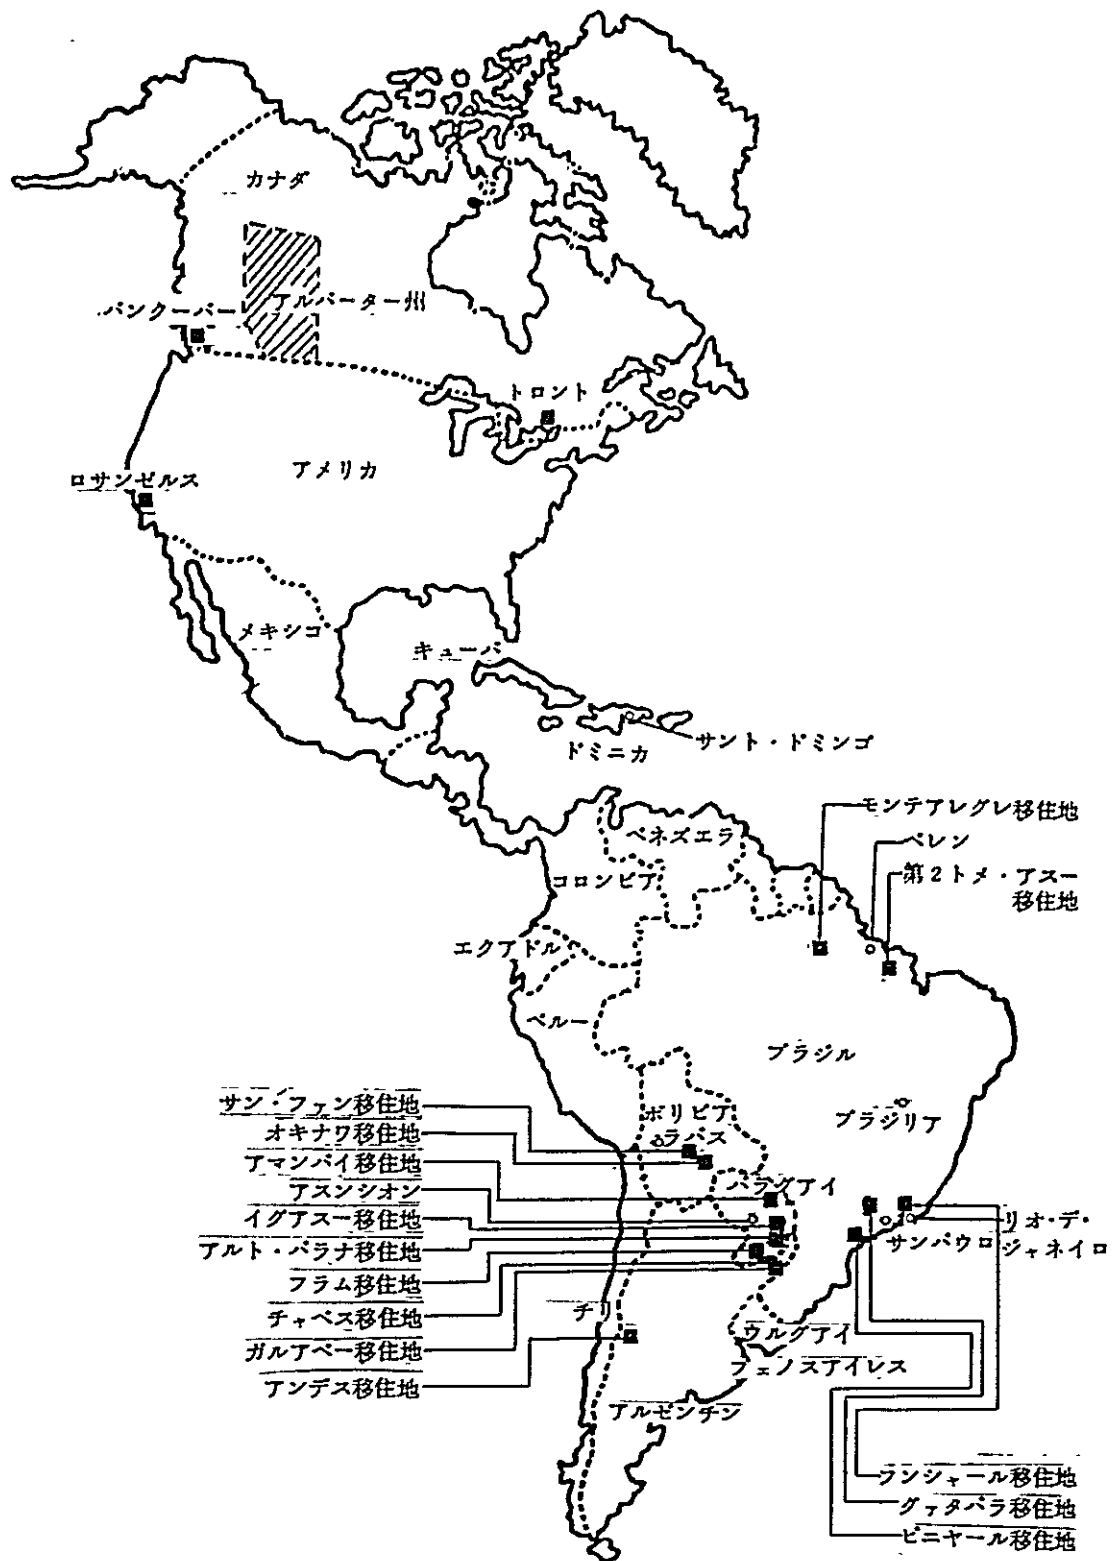 カナダ
バンクーバー
アルバーター州
トロント
ロサンゼルス
アメリカ
メキシコ
キューバ
サント・ドミンゴ
ドミニカ
モンテアレグレ移住地
ベネズエラ
ベレン
コロンビア
第2トメ・アスー
移住地
エクアドル
ペルー
ブラジル
サン・ファン移住地
ボリビア
ブラジリア
オキナワ移住地
ラパス
アマンバイ移住地
パラグアイ
アスンシオン
イグアスー移住地
リオ・デ・
ジャネイロ
サンパウロ
アルト・パラナ移住地
フラム移住地
チリ
チャベス移住地
ウルグアイ
ガルアペー移住地
フェノスアイレス
アンデス移住地
アルゼンチン
フンシャール移住地
グァタパラ移住地
ピニヤール移住地